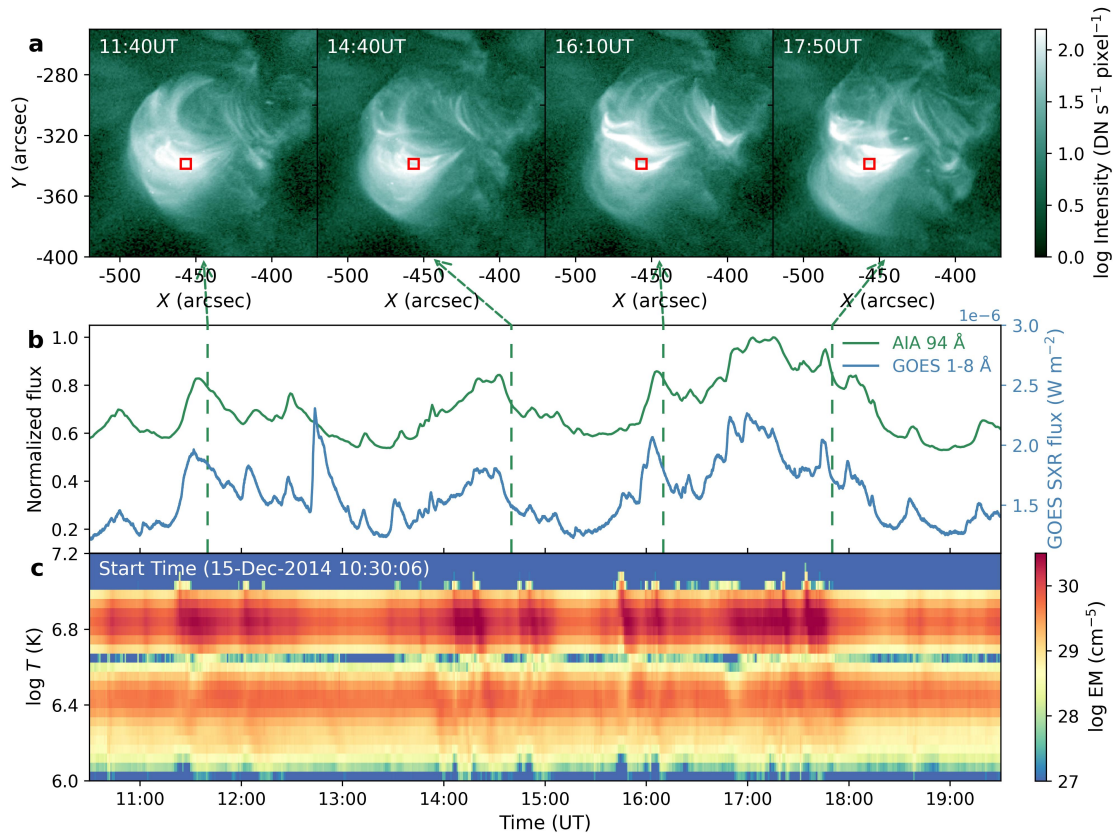 a
11:40UT
14:40UT
16:10UT
17:50UT
-280
-320
-360
-400
Y (arcsec)
-500 -450 -400
-500 -450 -400
-500 -450 -400
-500 -450 -400
X (arcsec)
X (arcsec)
X (arcsec)
X (arcsec)
2.0
1.5
1.0
0.5
0.0
log Intensity (DN s⁻¹ pixel⁻¹)
b
1.0
0.8
0.6
0.4
0.2
Normalized flux
AIA 94 Å
GOES 1-8 Å
1e−6
3.0
2.5
2.0
1.5
GOES SXR flux (W m⁻²)
c
Start Time (15-Dec-2014 10:30:06)
7.2
6.8
6.4
6.0
log T (K)
11:00 12:00 13:00 14:00 15:00 16:00 17:00 18:00 19:00
Time (UT)
30
29
28
27
log EM (cm⁻⁵)